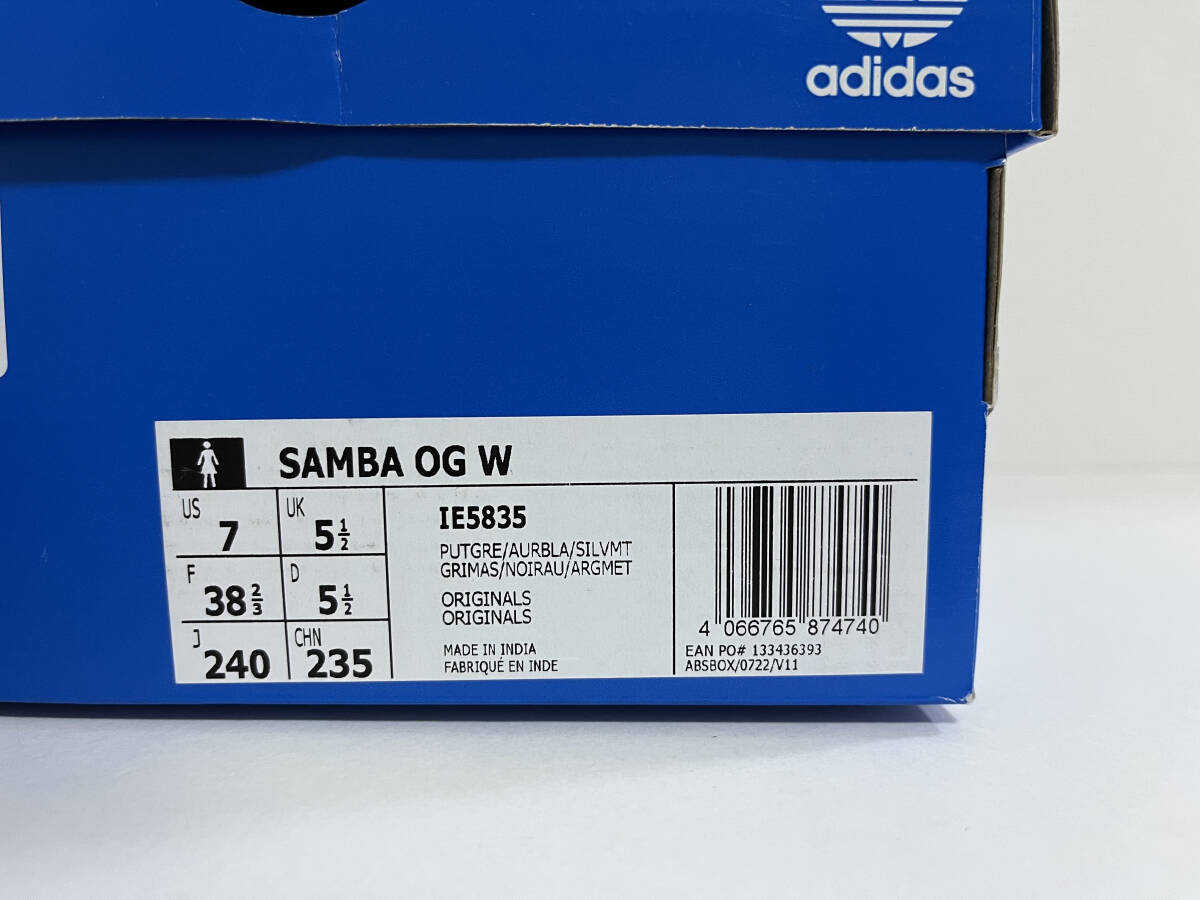 adidas
SAMBA OG W
US 7 UK 5 1/2
F 38 2/3 D 5 1/2
J 240 CHN 235
IE5835
PUTGRE/AURBLA/SILVMT
GRIMAS/NOIRAU/ARGMET
ORIGINALS
ORIGINALS
MADE IN INDIA
FABRIQUÉ EN INDE
4 066765 874740
EAN PO# 133436393
ABSBOX/0722/V11